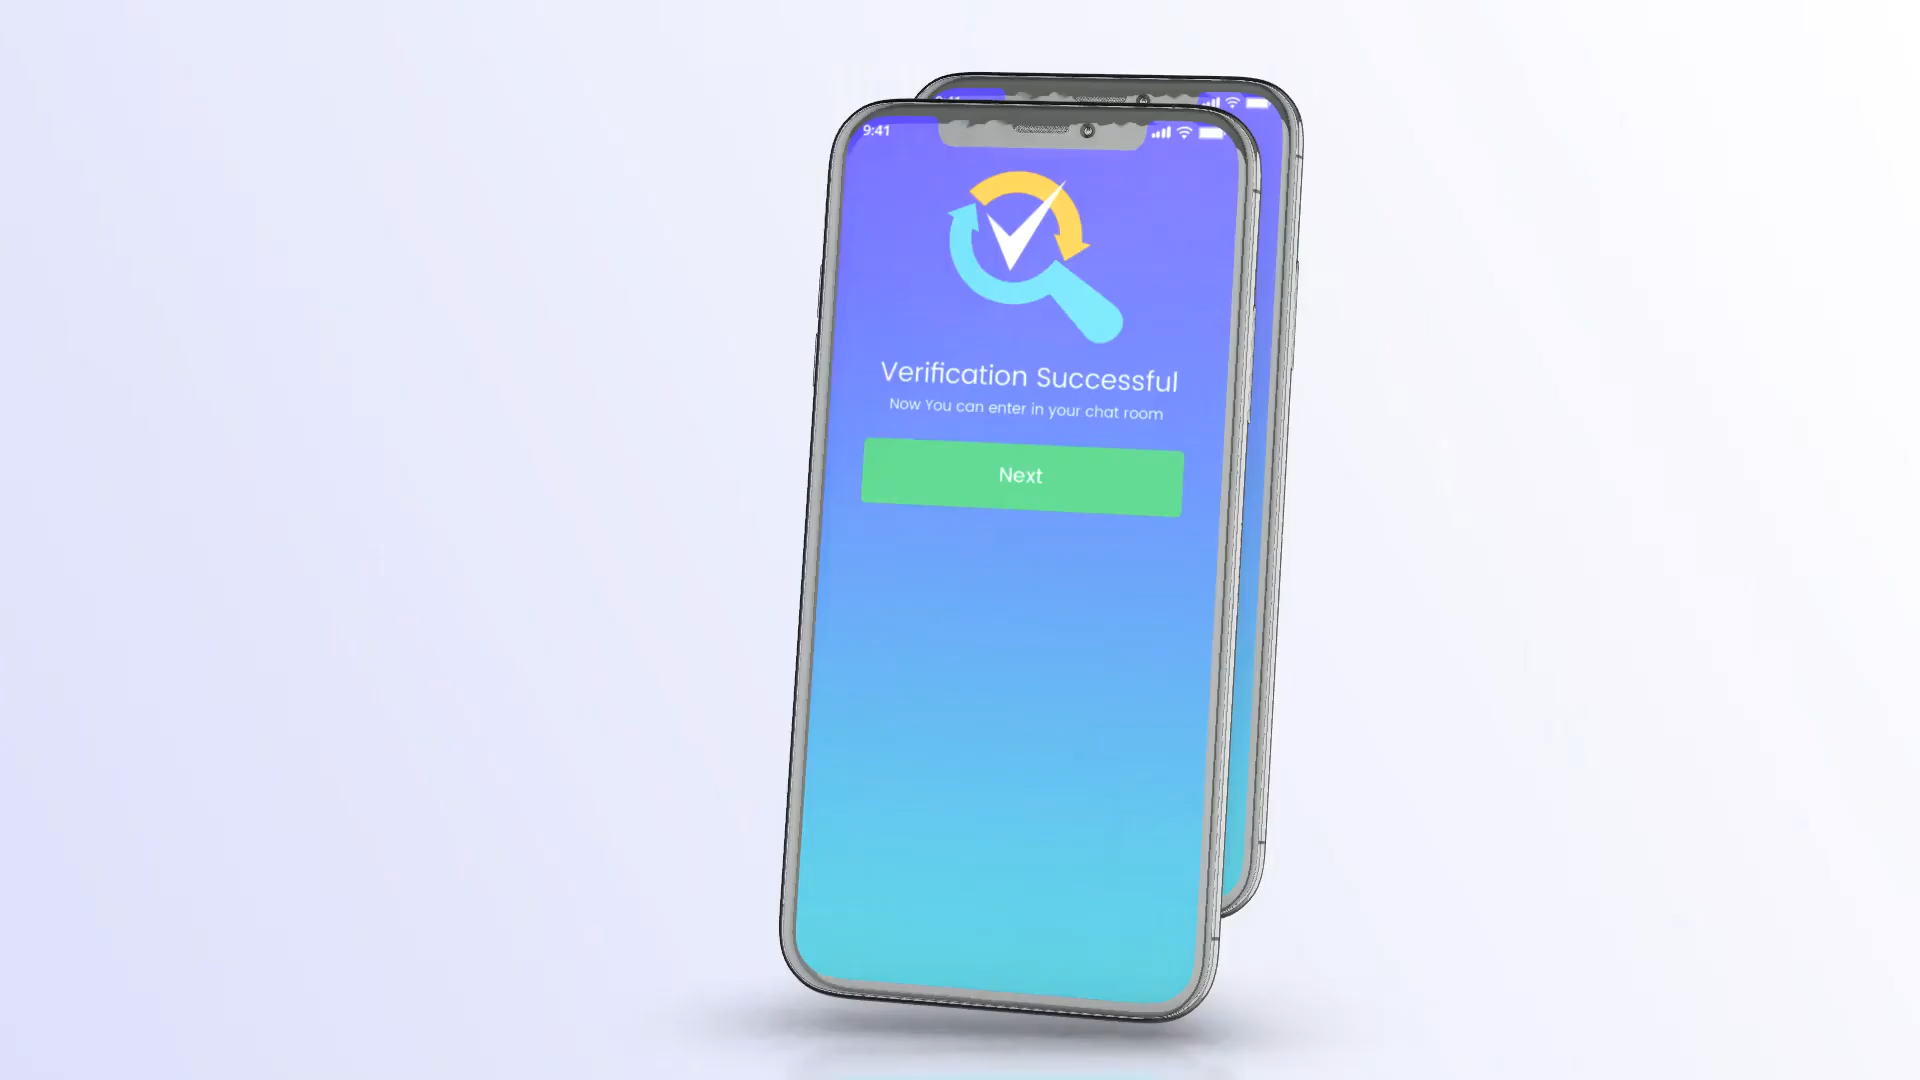 9:41
Verification Successful
Now You can enter in your chat room
Next